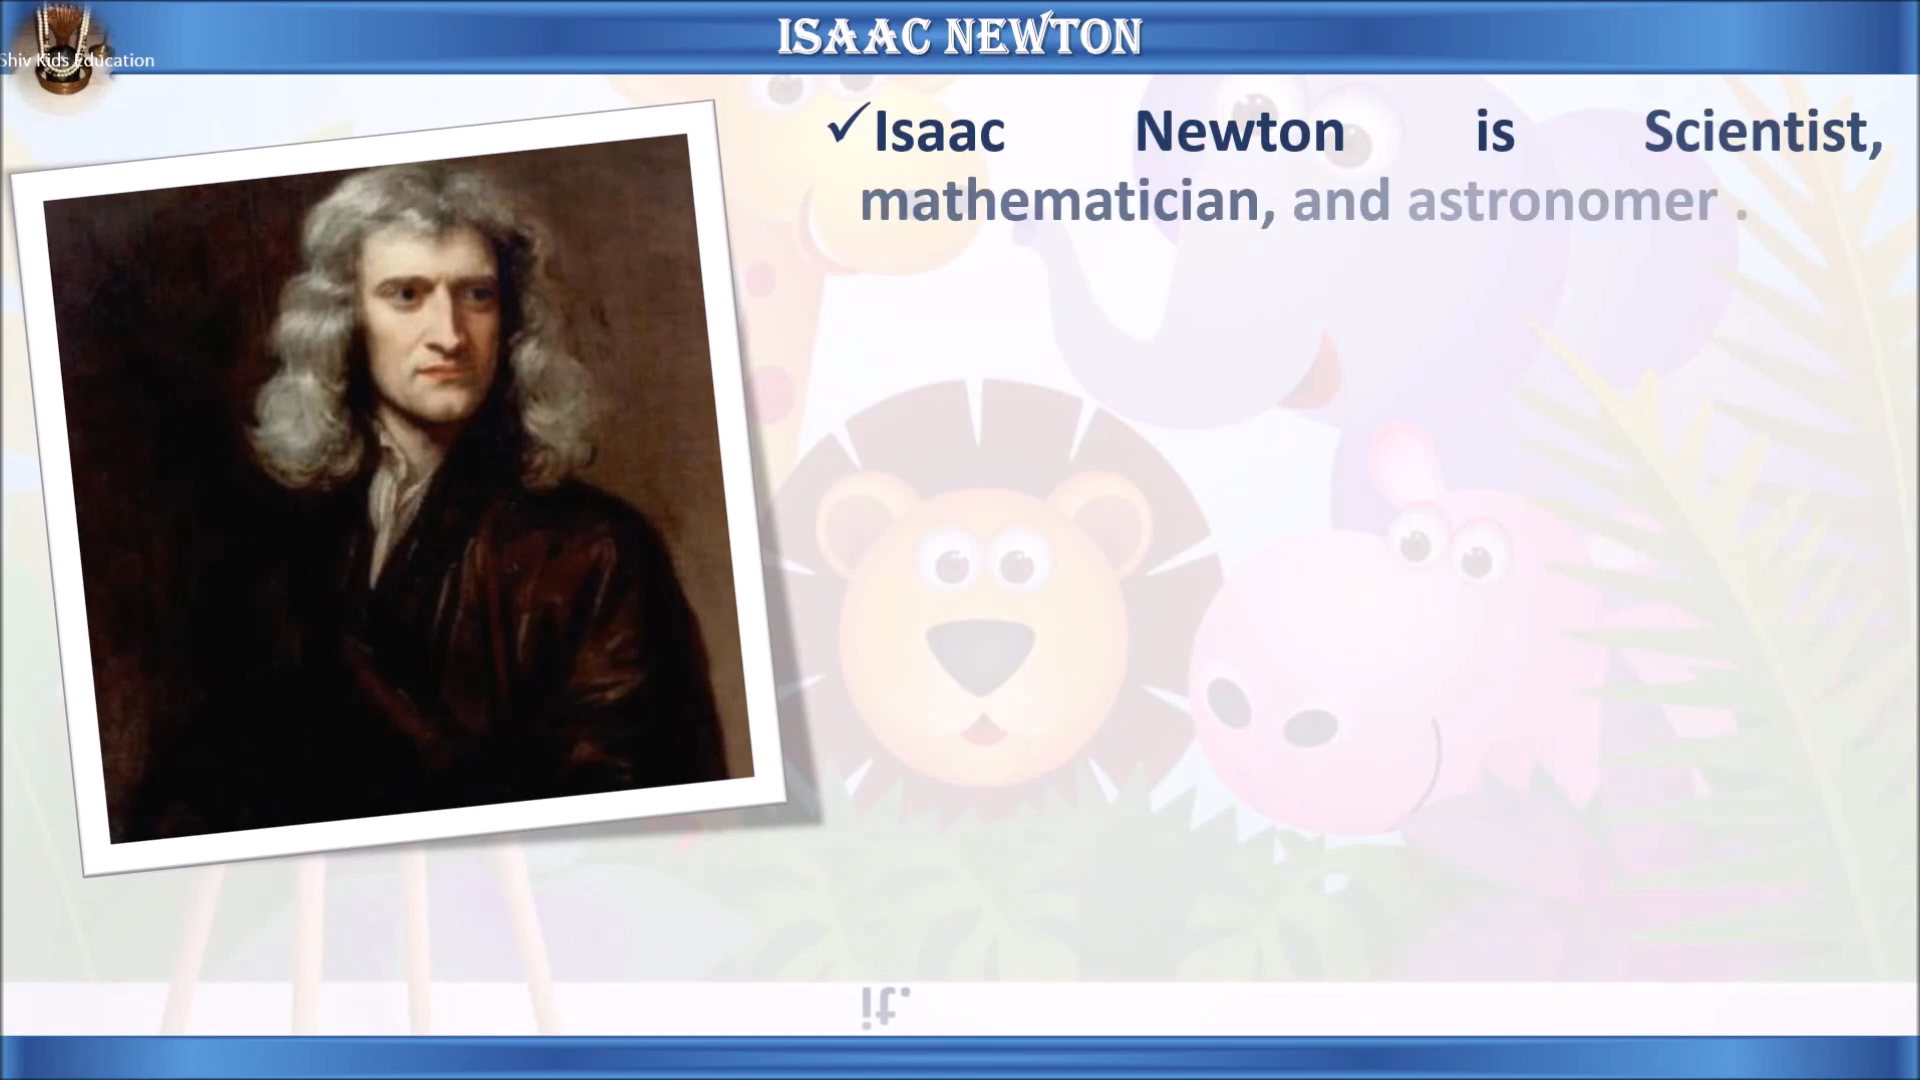 ISAAC NEWTON
Shiv Kids Education
✓Isaac Newton is Scientist,
mathematician, and astronomer .